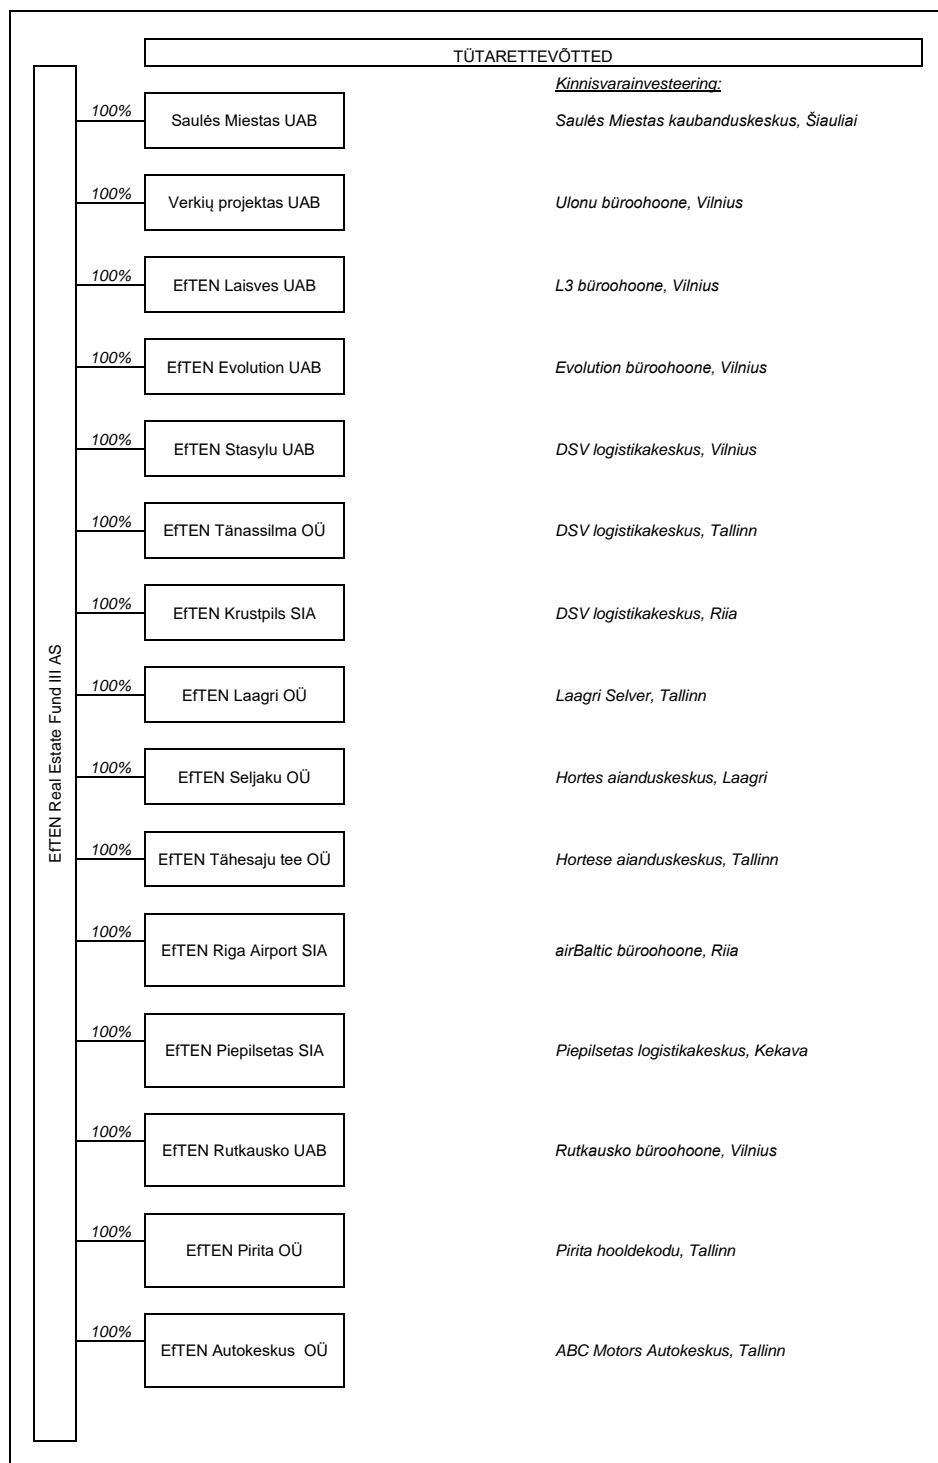 TÜTARETTEVÕTTED
Kinnisvarainvesteering:
EfTEN Real Estate Fund III AS
100%
Saulės Miestas UAB
Saulės Miestas kaubanduskeskus, Šiauliai
100%
Verkių projektas UAB
Ulonu büroohoone, Vilnius
100%
EfTEN Laisves UAB
L3 büroohoone, Vilnius
100%
EfTEN Evolution UAB
Evolution büroohoone, Vilnius
100%
EfTEN Stasylu UAB
DSV logistikakeskus, Vilnius
100%
EfTEN Tänassilma OÜ
DSV logistikakeskus, Tallinn
100%
EfTEN Krustpils SIA
DSV logistikakeskus, Riia
100%
EfTEN Laagri OÜ
Laagri Selver, Tallinn
100%
EfTEN Seljaku OÜ
Hortes aianduskeskus, Laagri
100%
EfTEN Tähesaju tee OÜ
Hortese aianduskeskus, Tallinn
100%
EfTEN Riga Airport SIA
airBaltic büroohoone, Riia
100%
EfTEN Piepilsetas SIA
Piepilsetas logistikakeskus, Kekava
100%
EfTEN Rutkausko UAB
Rutkausko büroohoone, Vilnius
100%
EfTEN Pirita OÜ
Pirita hooldekodu, Tallinn
100%
EfTEN Autokeskus OÜ
ABC Motors Autokeskus, Tallinn